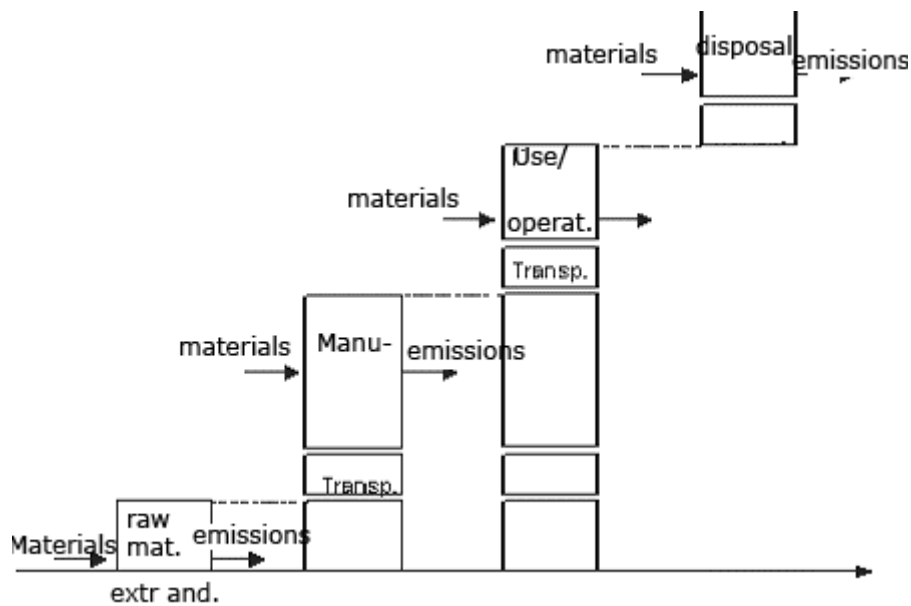 materials
disposal
emissions
Use/
materials
operat.
Transp.
materials
Manu-
emissions
Transp.
raw
mat.
Materials
emissions
extr and.